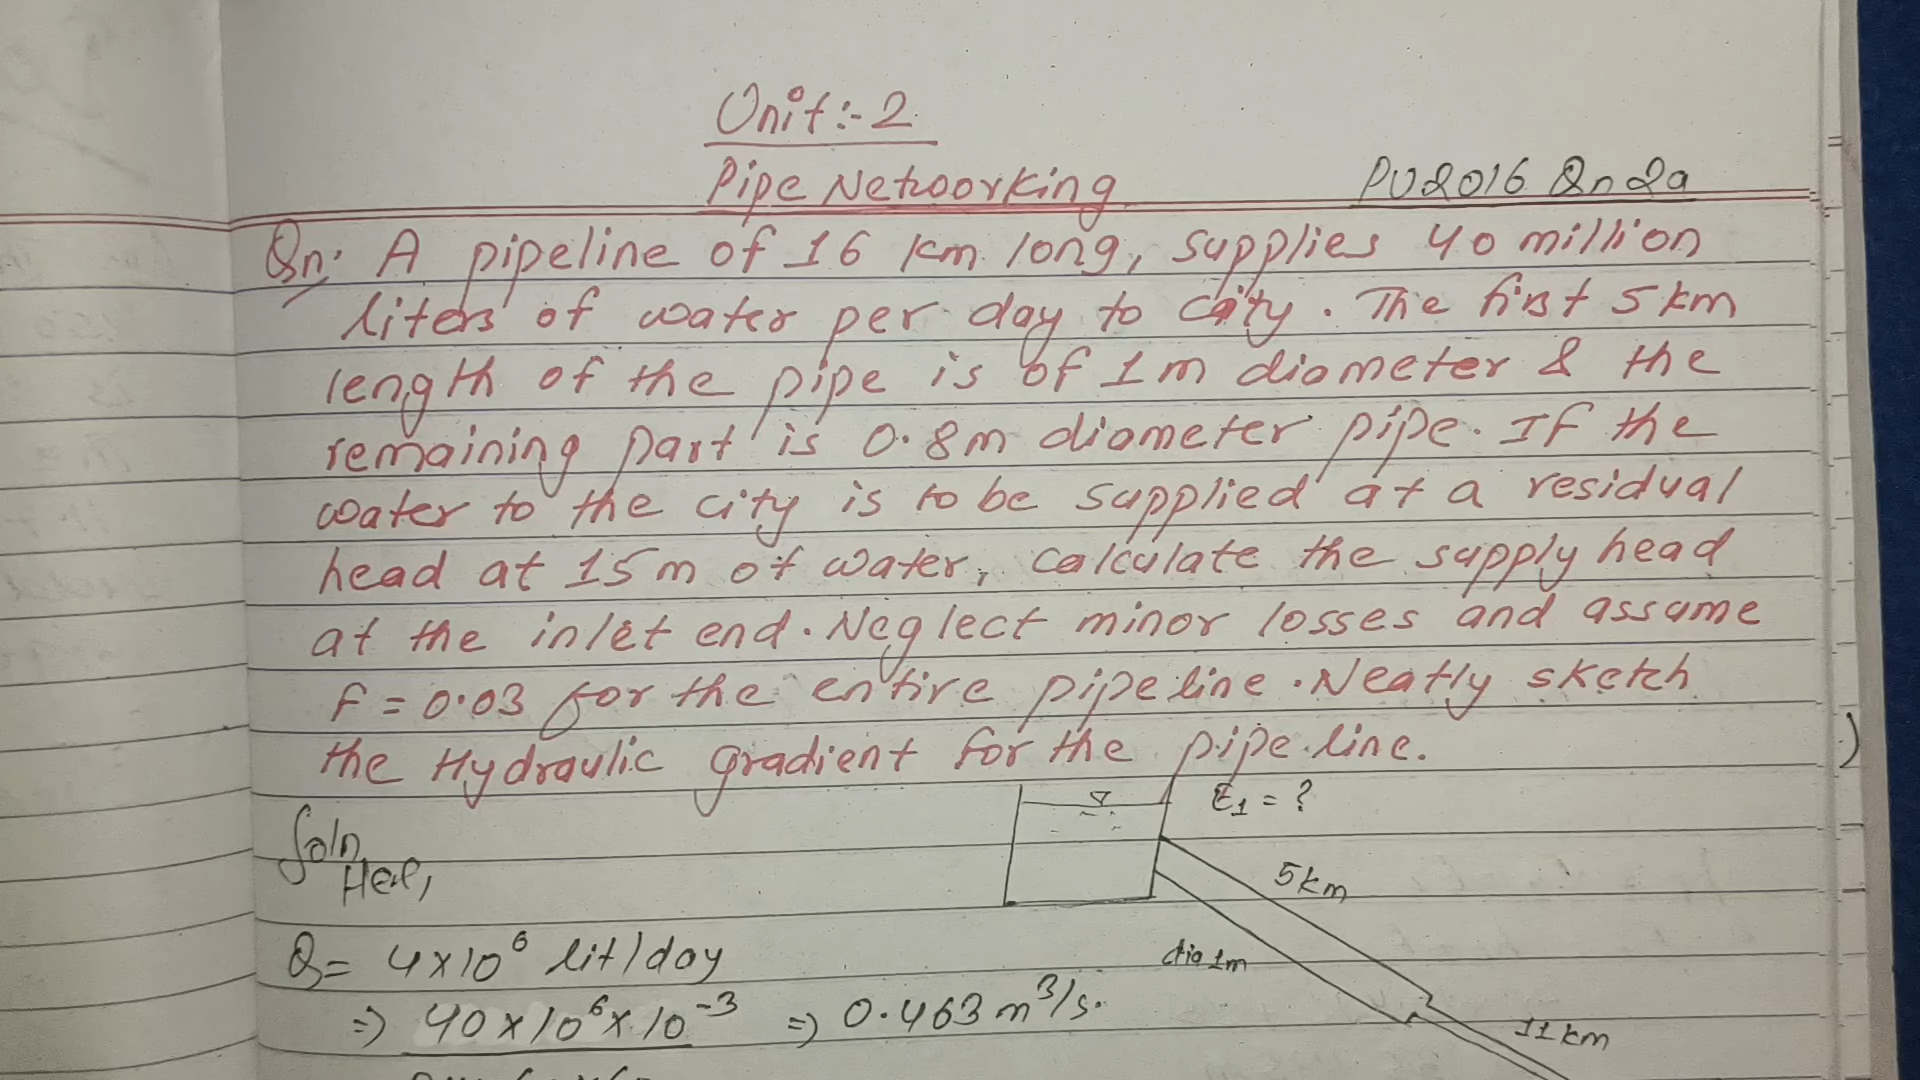 Unit:-2
Pipe Networking
PU2016 Qn2a
Qn: A pipeline of 16 km long, supplies 40 million
liters of water per day to city. The first 5km
length of the pipe is of 1m diameter & the
remaining part is 0.8m diameter pipe. If the
water to the city is to be supplied at a residual
head at 15m of water, calculate the supply head
at the inlet end. Neglect minor losses and assume
f = 0.03 for the entire pipeline. Neatly sketch
the Hydraulic gradient for the pipe line.
E1 = ?
Soln
Here,
5km
Q = 4×10⁶ lit/day
dia 1m
=> 40×10⁶×10⁻³ => 0.463 m³/s.
11km